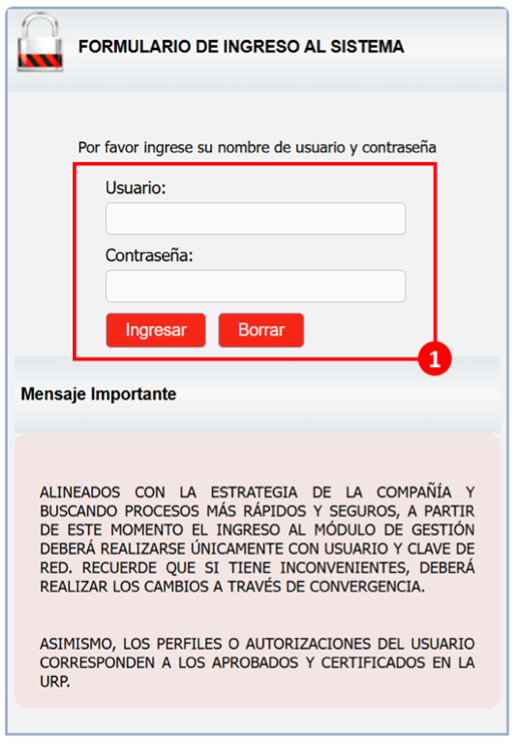 FORMULARIO DE INGRESO AL SISTEMA
Por favor ingrese su nombre de usuario y contraseña
Usuario:
Contraseña:
Ingresar Borrar
1
Mensaje Importante
ALINEADOS CON LA ESTRATEGIA DE LA COMPAÑÍA Y
BUSCANDO PROCESOS MÁS RÁPIDOS Y SEGUROS, A PARTIR
DE ESTE MOMENTO EL INGRESO AL MÓDULO DE GESTIÓN
DEBERÁ REALIZARSE ÚNICAMENTE CON USUARIO Y CLAVE DE
RED. RECUERDE QUE SI TIENE INCONVENIENTES, DEBERÁ
REALIZAR LOS CAMBIOS A TRAVÉS DE CONVERGENCIA.
ASIMISMO, LOS PERFILES O AUTORIZACIONES DEL USUARIO
CORRESPONDEN A LOS APROBADOS Y CERTIFICADOS EN LA
URP.